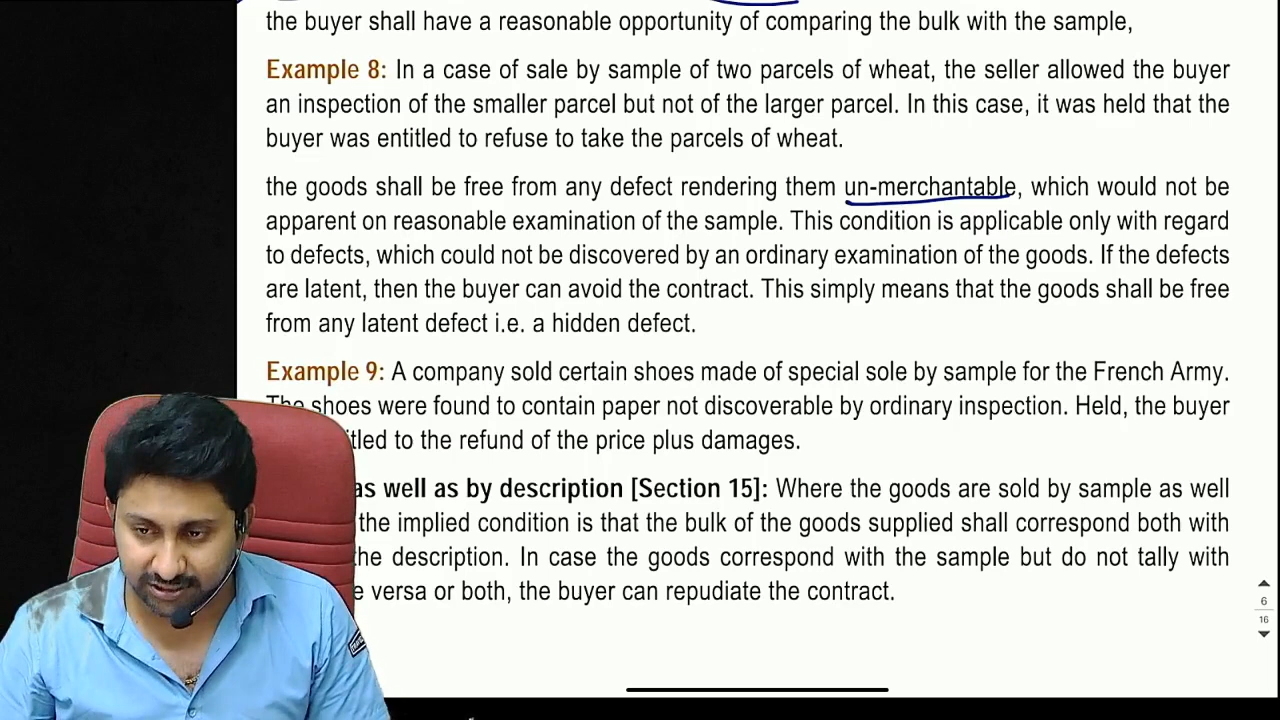 the buyer shall have a reasonable opportunity of comparing the bulk with the sample,
Example 8: In a case of sale by sample of two parcels of wheat, the seller allowed the buyer
an inspection of the smaller parcel but not of the larger parcel. In this case, it was held that the
buyer was entitled to refuse to take the parcels of wheat.
the goods shall be free from any defect rendering them un-merchantable, which would not be
apparent on reasonable examination of the sample. This condition is applicable only with regard
to defects, which could not be discovered by an ordinary examination of the goods. If the defects
are latent, then the buyer can avoid the contract. This simply means that the goods shall be free
from any latent defect i.e. a hidden defect.
Example 9: A company sold certain shoes made of special sole by sample for the French Army.
The shoes were found to contain paper not discoverable by ordinary inspection. Held, the buyer
to the refund of the price plus damages.
as well as by description [Section 15]: Where the goods are sold by sample as well
the implied condition is that the bulk of the goods supplied shall correspond both with
the description. In case the goods correspond with the sample but do not tally with
versa or both, the buyer can repudiate the contract.
6
16